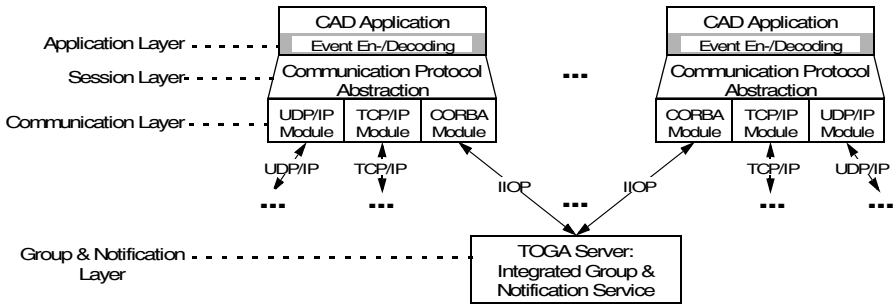 CAD Application
CAD Application
Application Layer
Event En-/Decoding
Event En-/Decoding
Session Layer
Communication Protocol
Abstraction
...
Communication Protocol
Abstraction
Communication Layer
UDP/IP
Module
TCP/IP
Module
CORBA
Module
CORBA
Module
TCP/IP
Module
UDP/IP
Module
UDP/IP
TCP/IP
IIOP
IIOP
TCP/IP
UDP/IP
...
...
...
...
...
Group & Notification
Layer
TOGA Server:
Integrated Group &
Notification Service